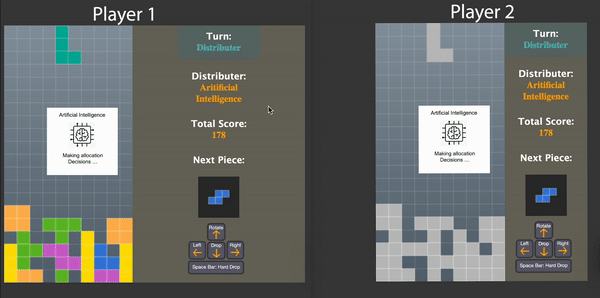 Player 1
Turn:
Distributer
Distributer:
Aritificial
Intelligence
Total Score:
178
Next Piece:
Artificial Intelligence
Making allocation
Decisions ...
Rotate
Left
Drop
Right
Space Bar: Hard Drop
Player 2
Turn:
Distributer
Distributer:
Aritificial
Intelligence
Total Score:
178
Next Piece:
Artificial Intelligence
Making allocation
Decisions ...
Rotate
Left
Drop
Right
Space Bar: Hard Drop